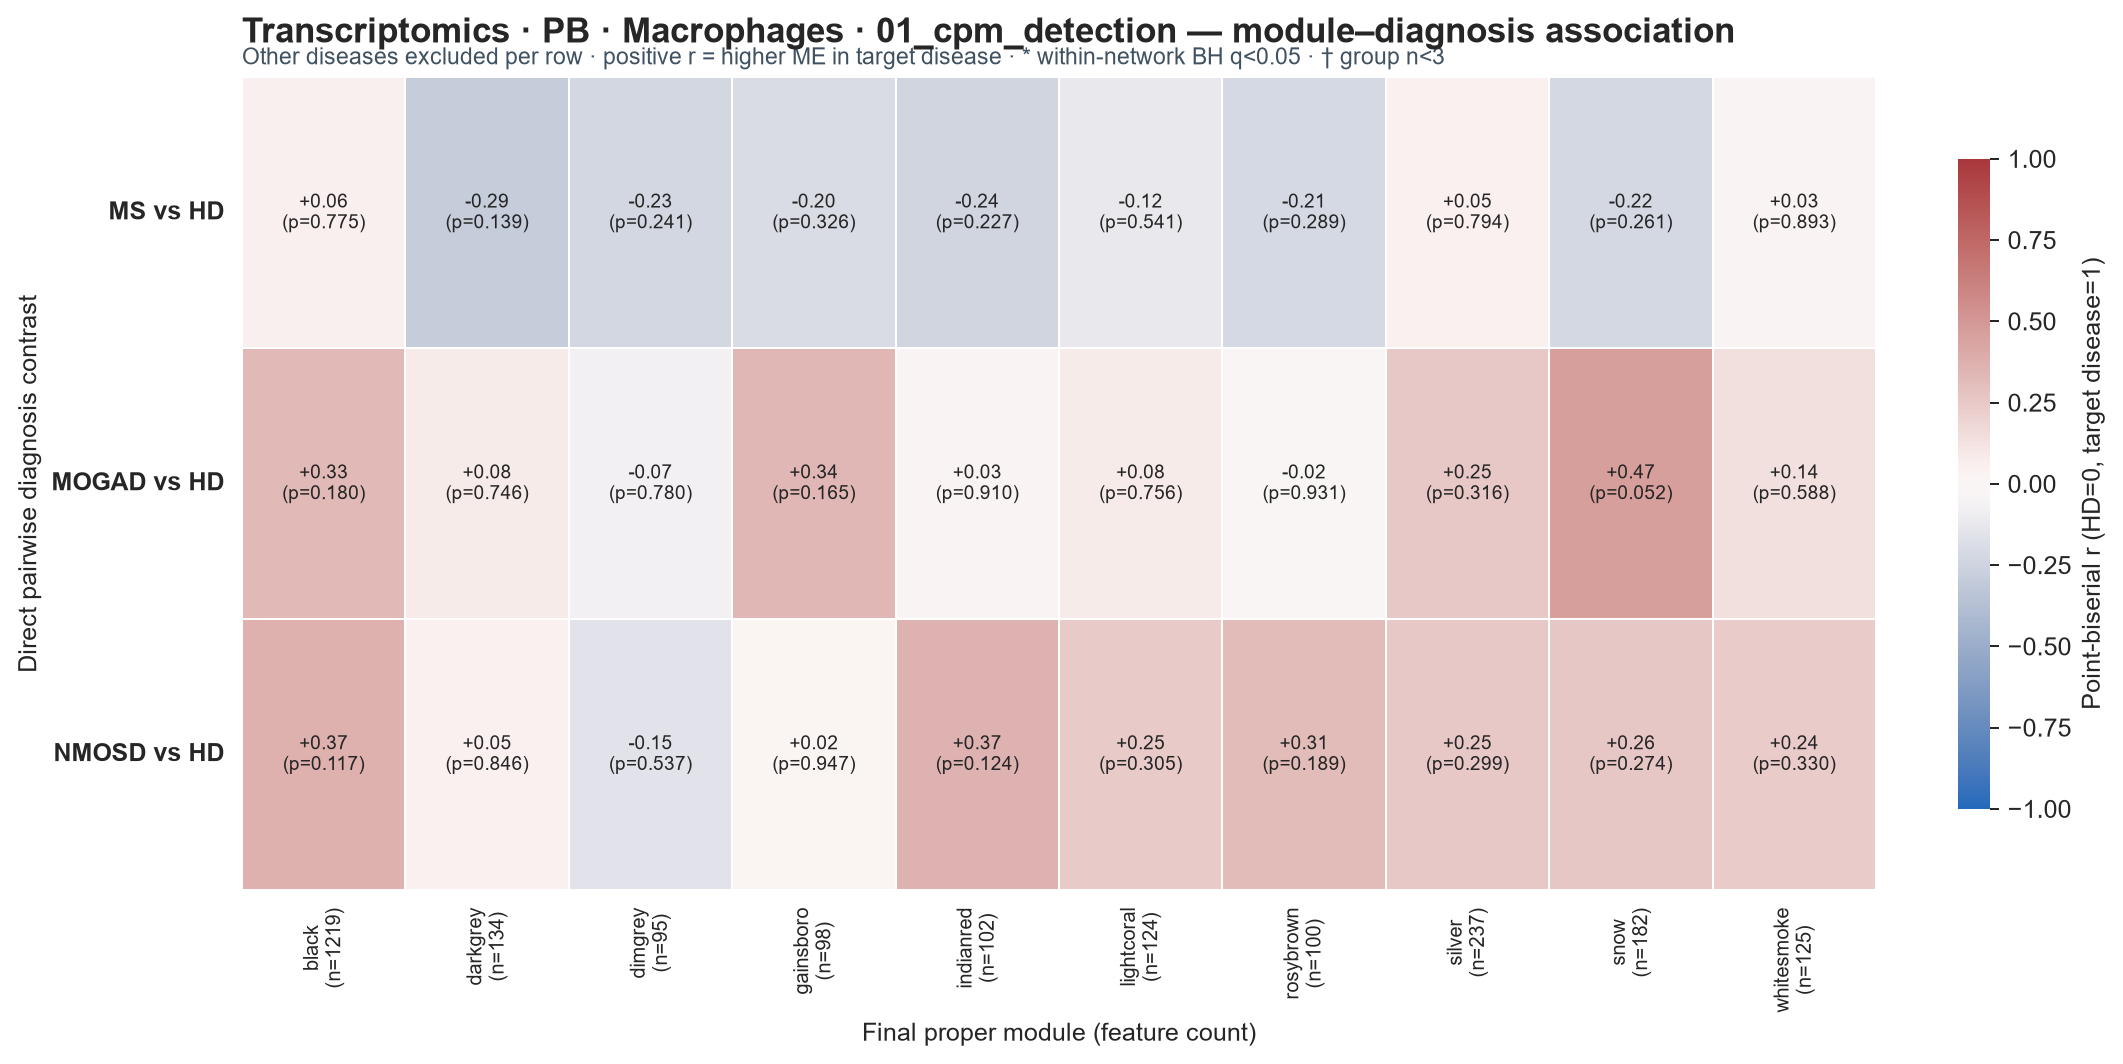 Transcriptomics · PB · Macrophages · 01_cpm_detection — module–diagnosis association
Other diseases excluded per row · positive r = higher ME in target disease · * within-network BH q<0.05 · † group n<3
Direct pairwise diagnosis contrast
MS vs HD
+0.06
(p=0.775)
-0.29
(p=0.139)
-0.23
(p=0.241)
-0.20
(p=0.326)
-0.24
(p=0.227)
-0.12
(p=0.541)
-0.21
(p=0.289)
+0.05
(p=0.794)
-0.22
(p=0.261)
+0.03
(p=0.893)
MOGAD vs HD
+0.33
(p=0.180)
+0.08
(p=0.746)
-0.07
(p=0.780)
+0.34
(p=0.165)
+0.03
(p=0.910)
+0.08
(p=0.756)
-0.02
(p=0.931)
+0.25
(p=0.316)
+0.47
(p=0.052)
+0.14
(p=0.588)
NMOSD vs HD
+0.37
(p=0.117)
+0.05
(p=0.846)
-0.15
(p=0.537)
+0.02
(p=0.947)
+0.37
(p=0.124)
+0.25
(p=0.305)
+0.31
(p=0.189)
+0.25
(p=0.299)
+0.26
(p=0.274)
+0.24
(p=0.330)
black
(n=1219)
darkgrey
(n=134)
dimgrey
(n=95)
gainsboro
(n=98)
indianred
(n=102)
lightcoral
(n=124)
rosybrown
(n=100)
silver
(n=237)
snow
(n=182)
whitesmoke
(n=125)
Final proper module (feature count)
1.00
0.75
0.50
0.25
0.00
−0.25
−0.50
−0.75
−1.00
Point-biserial r (HD=0, target disease=1)